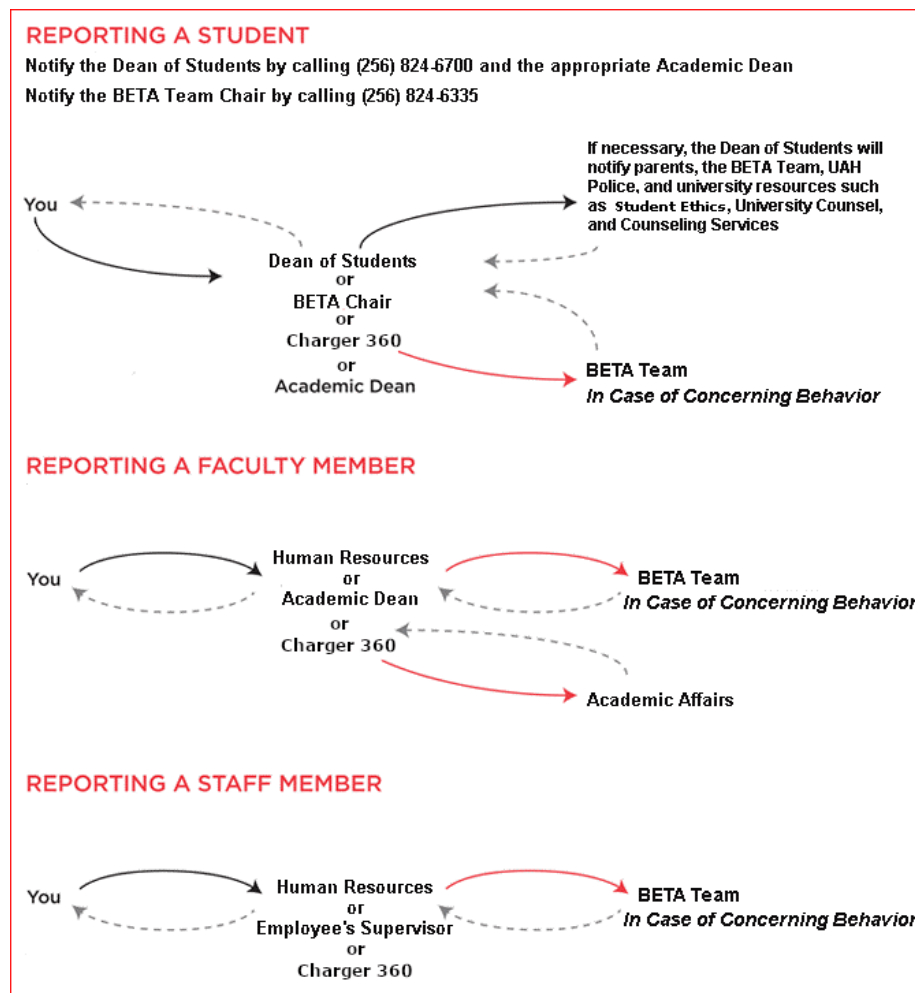 REPORTING A STUDENT
Notify the Dean of Students by calling (256) 824-6700 and the appropriate Academic Dean
Notify the BETA Team Chair by calling (256) 824-6335
If necessary, the Dean of Students will
notify parents, the BETA Team, UAH
Police, and university resources such
as Student Ethics, University Counsel,
and Counseling Services
You
Dean of Students
or
BETA Chair
or
Charger 360
or
Academic Dean
BETA Team
In Case of Concerning Behavior
REPORTING A FACULTY MEMBER
You
Human Resources
or
Academic Dean
or
Charger 360
BETA Team
In Case of Concerning Behavior
Academic Affairs
REPORTING A STAFF MEMBER
You
Human Resources
or
Employee's Supervisor
or
Charger 360
BETA Team
In Case of Concerning Behavior